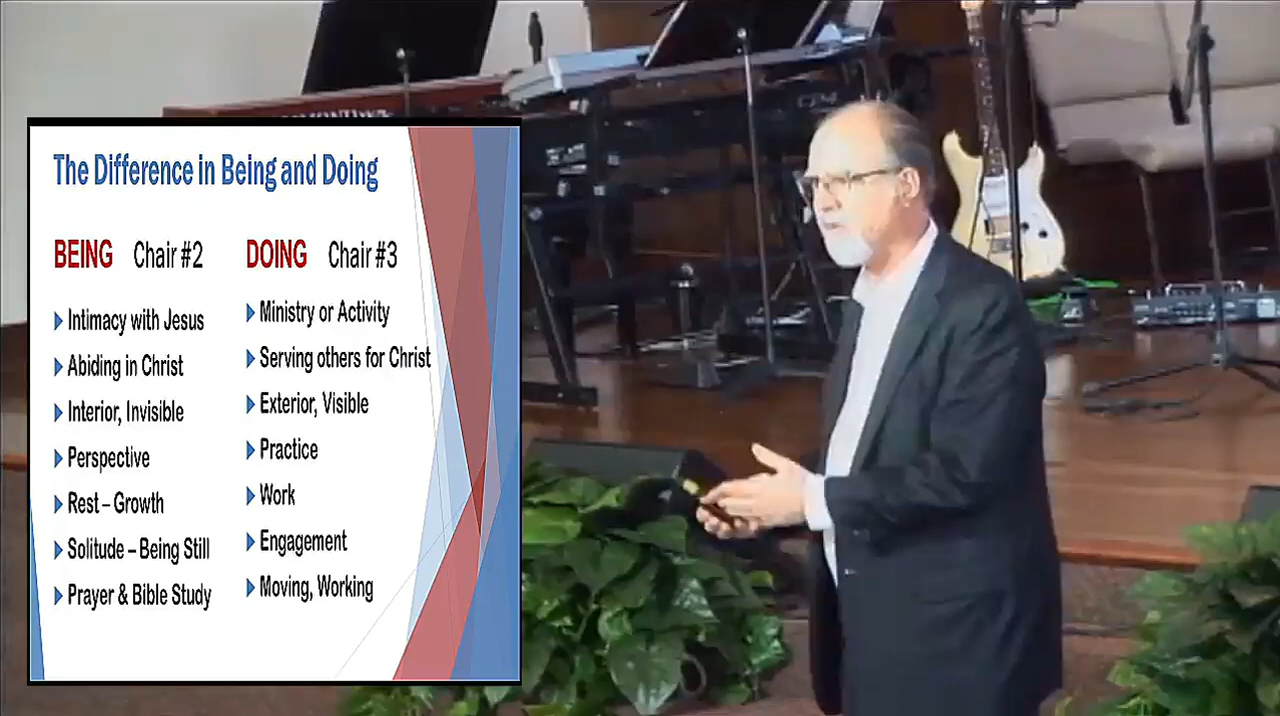 The Difference in Being and Doing
BEING Chair #2
Intimacy with Jesus
Abiding in Christ
Interior, Invisible
Perspective
Rest – Growth
Solitude – Being Still
Prayer & Bible Study
DOING Chair #3
Ministry or Activity
Serving others for Christ
Exterior, Visible
Practice
Work
Engagement
Moving, Working